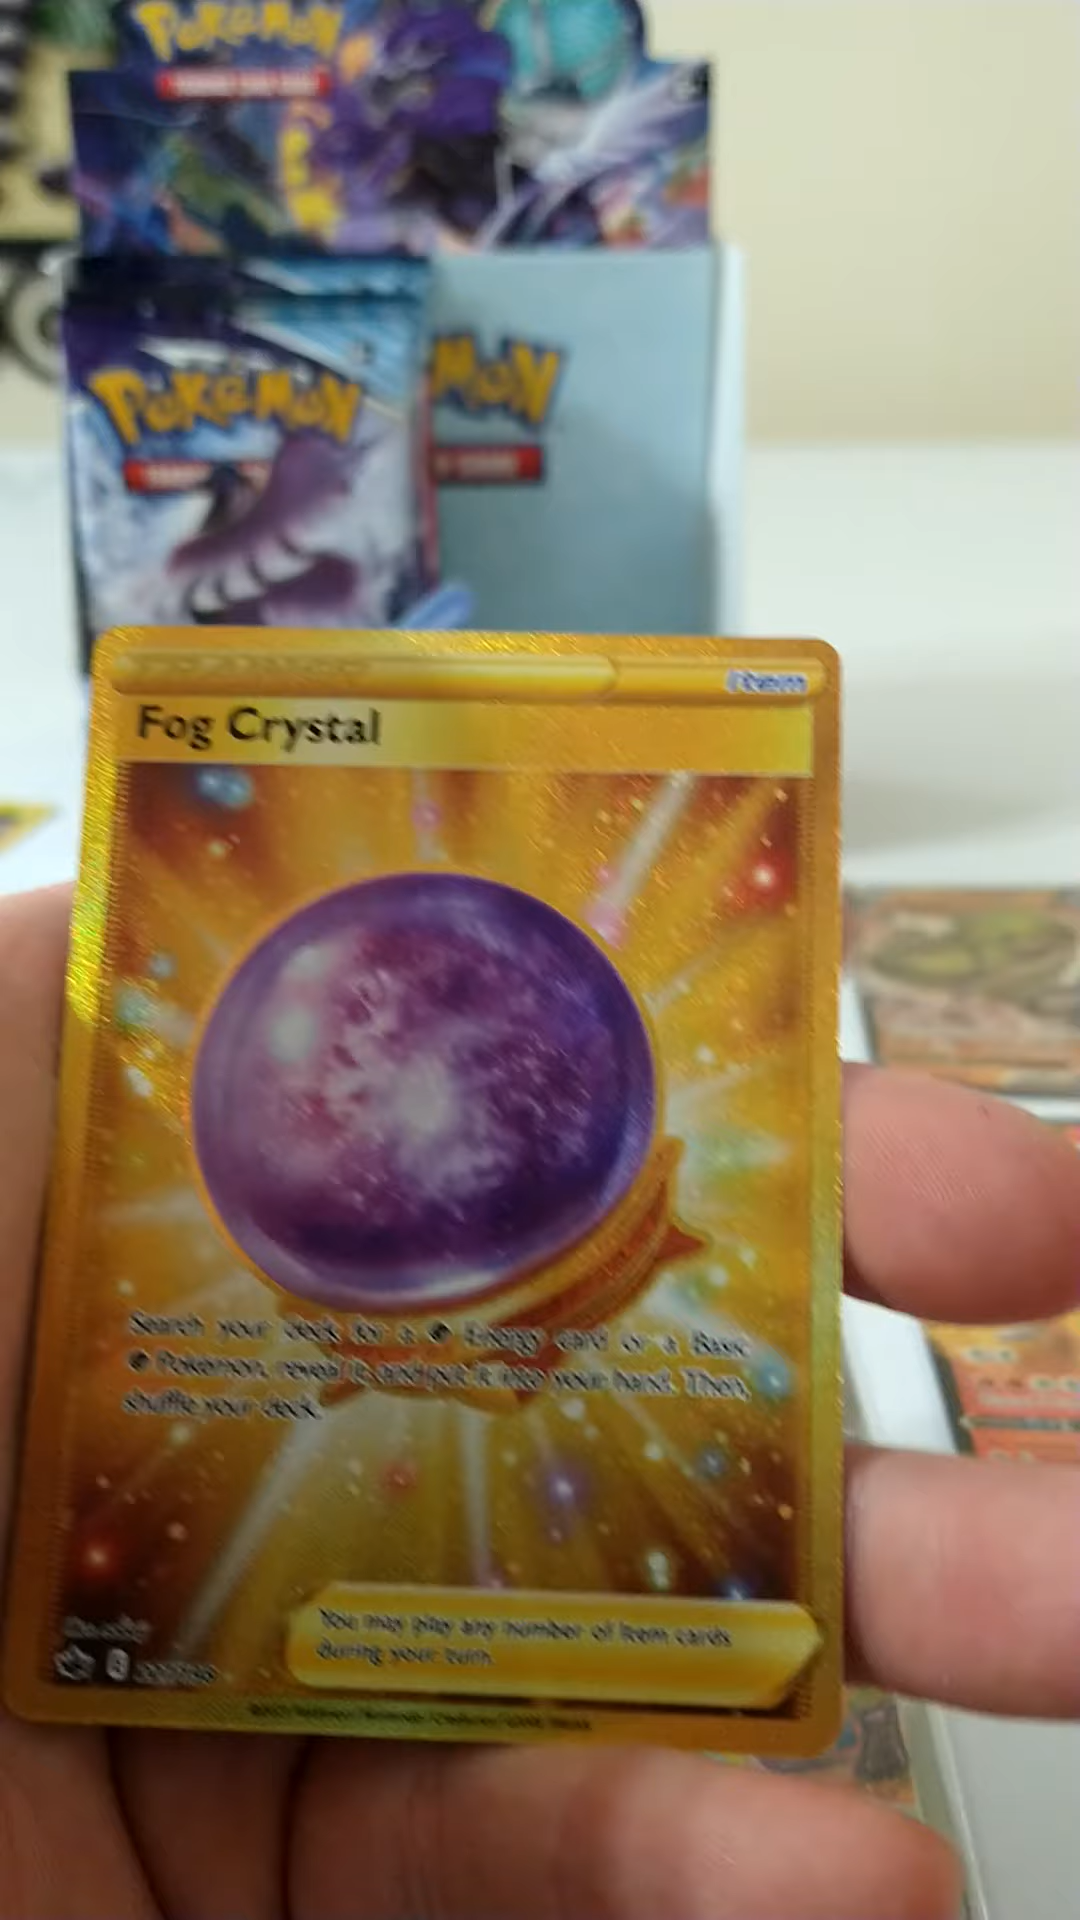 POKéMON
POKéMON
MON
Item
Fog Crystal
Search your deck for a Energy card or a Basic
Pokémon, reveal it, and put it into your hand. Then,
shuffle your deck.
You may play any number of Item cards
during your turn.